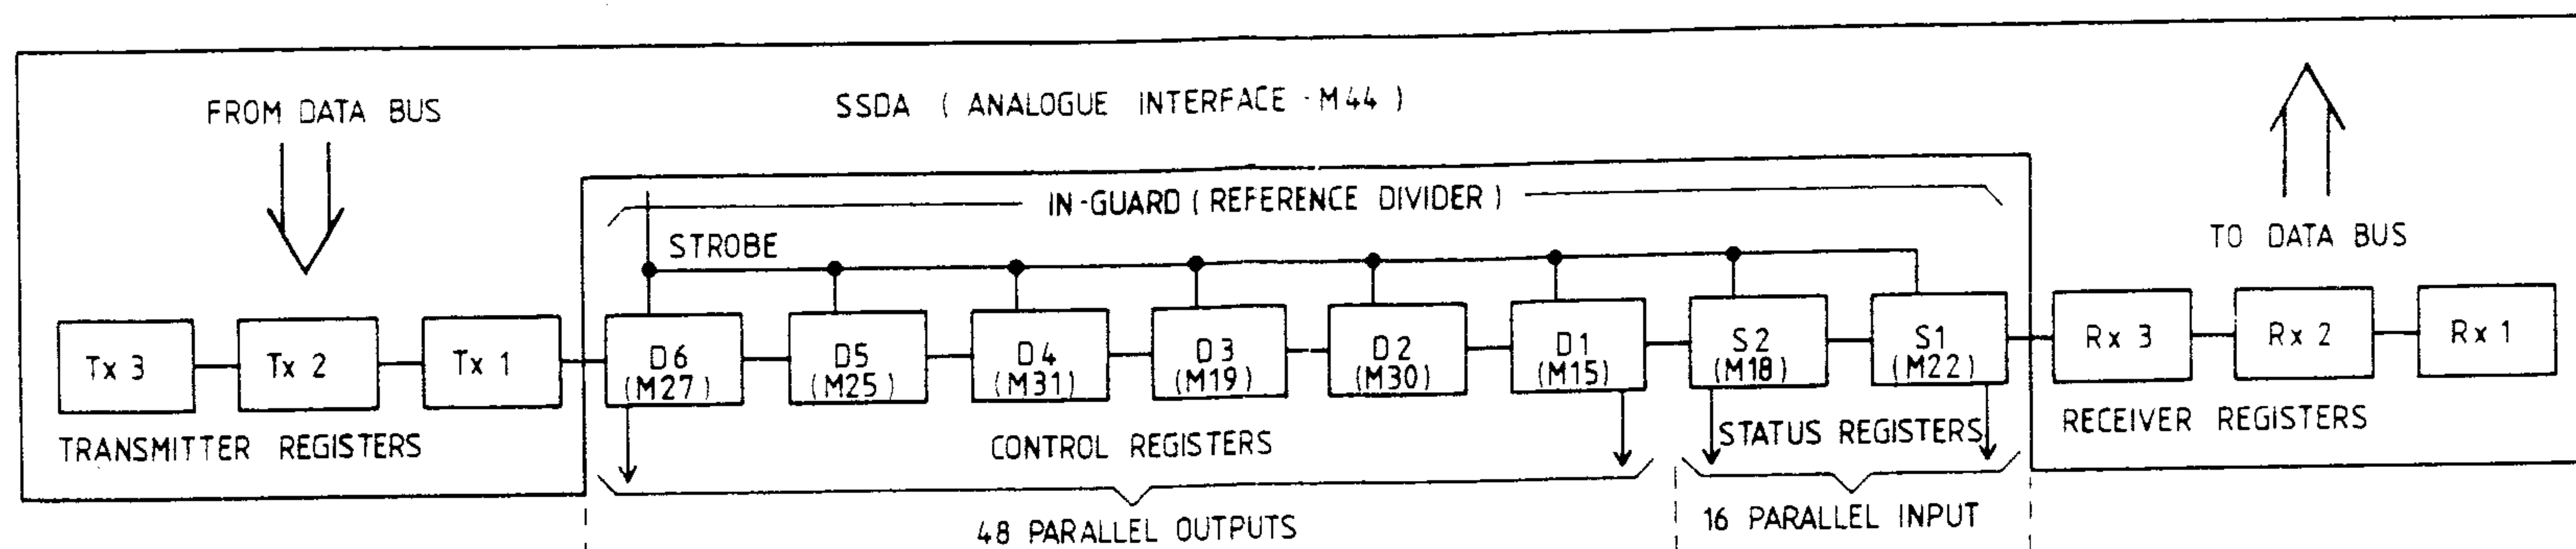 FROM DATA BUS
SSDA ( ANALOGUE INTERFACE - M44 )
IN-GUARD ( REFERENCE DIVIDER )
STROBE
TO DATA BUS
Tx 3
Tx 2
Tx 1
D6
(M27)
D5
(M25)
D4
(M31)
D3
(M19)
D2
(M30)
D1
(M15)
S2
(M18)
S1
(M22)
Rx 3
Rx 2
Rx 1
TRANSMITTER REGISTERS
CONTROL REGISTERS
STATUS REGISTERS
RECEIVER REGISTERS
48 PARALLEL OUTPUTS
16 PARALLEL INPUT